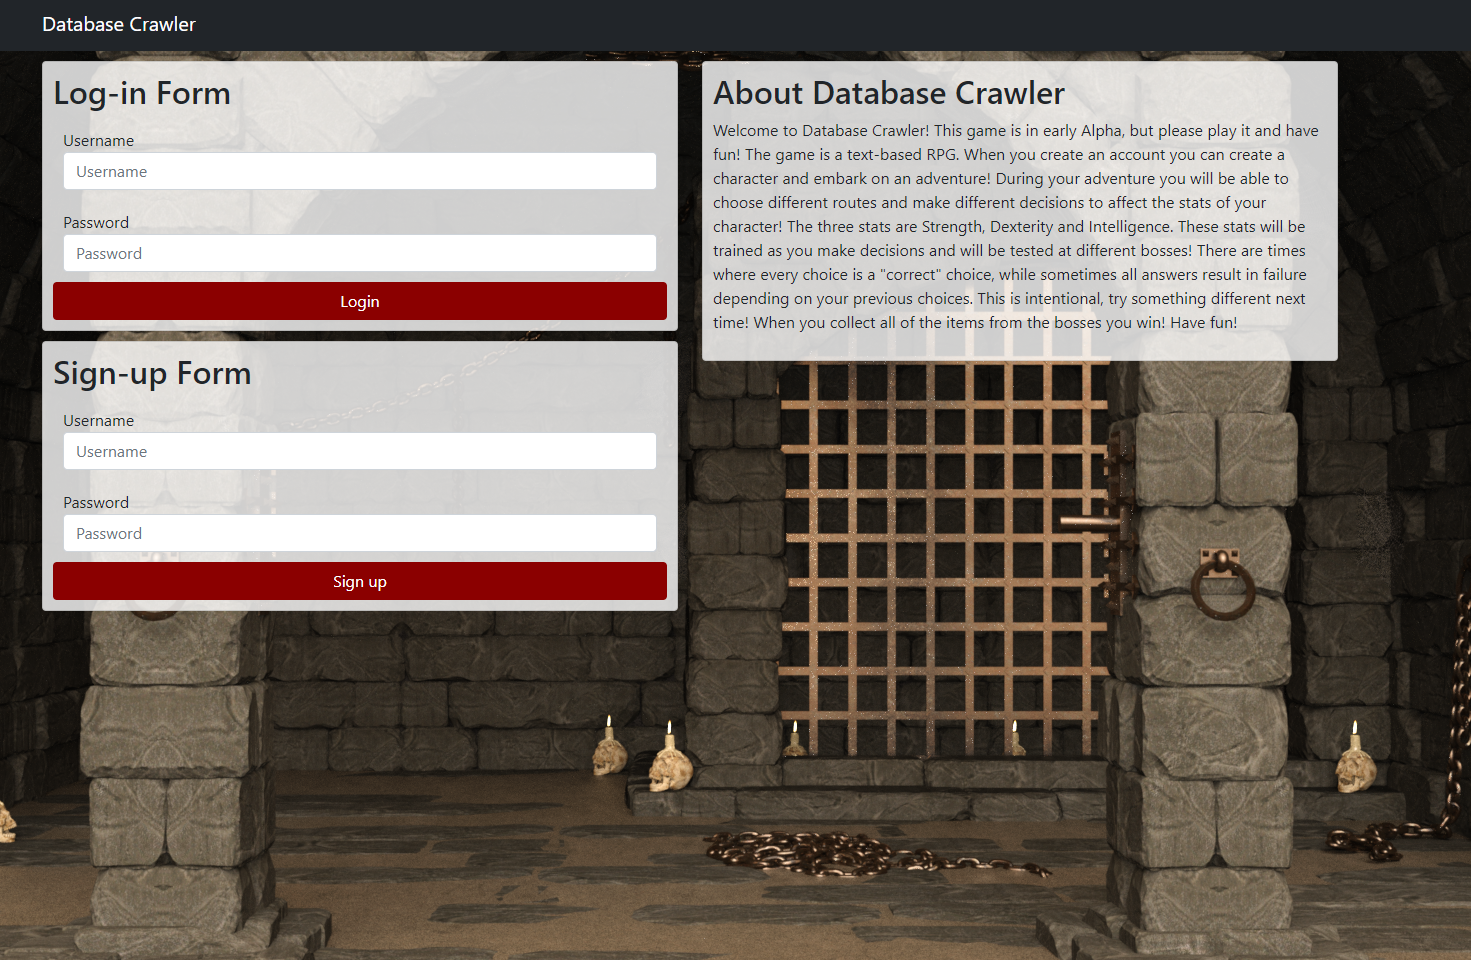 Database Crawler
Log-in Form
Username
Username
Password
Password
Login
Sign-up Form
Username
Username
Password
Password
Sign up
About Database Crawler
Welcome to Database Crawler! This game is in early Alpha, but please play it and have
fun! The game is a text-based RPG. When you create an account you can create a
character and embark on an adventure! During your adventure you will be able to
choose different routes and make different decisions to affect the stats of your
character! The three stats are Strength, Dexterity and Intelligence. These stats will be
trained as you make decisions and will be tested at different bosses! There are times
where every choice is a "correct" choice, while sometimes all answers result in failure
depending on your previous choices. This is intentional, try something different next
time! When you collect all of the items from the bosses you win! Have fun!